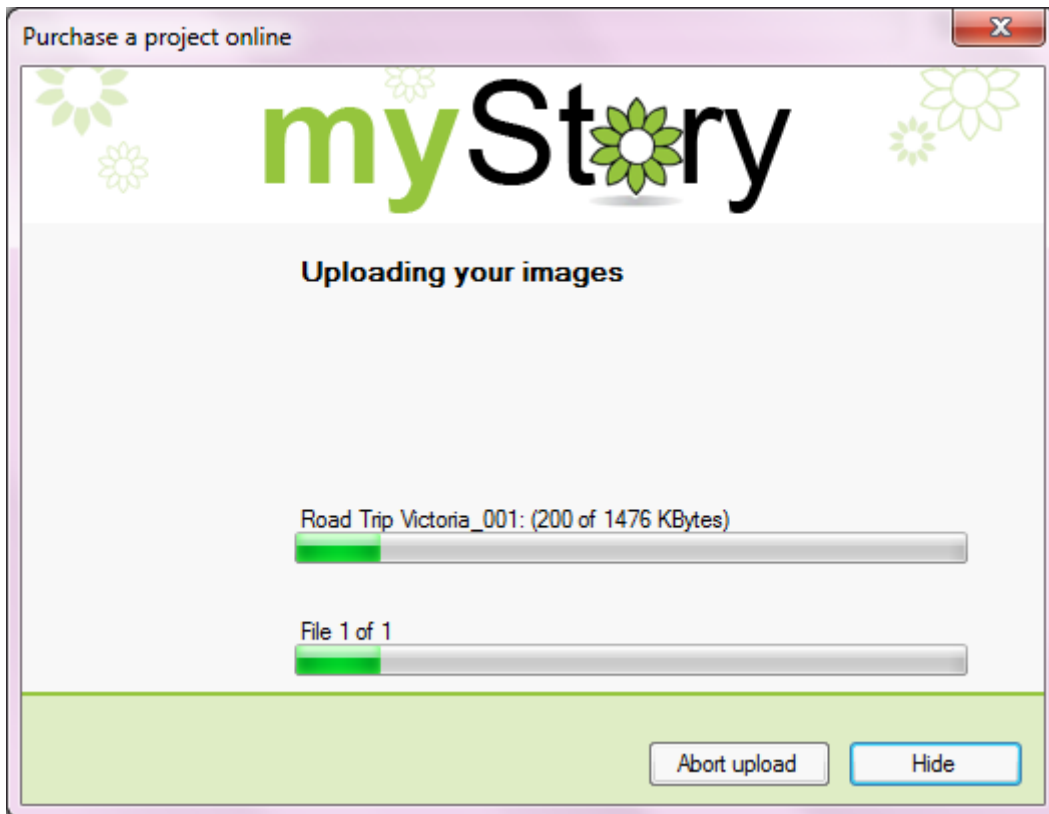 Purchase a project online
myStory
Uploading your images
Road Trip Victoria_001: (200 of 1476 KBytes)
File 1 of 1
Abort upload
Hide